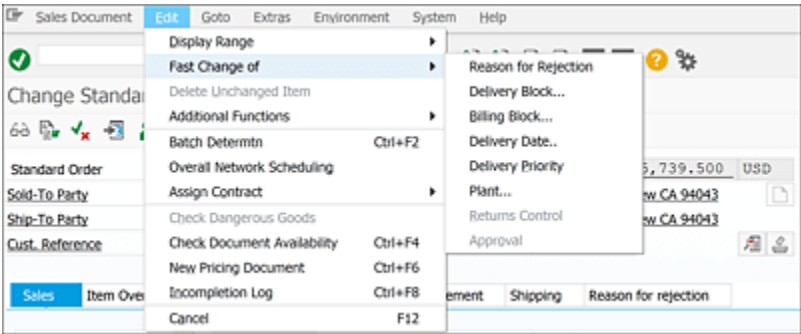 Sales Document Edit Goto Extras Environment System Help
Display Range
Fast Change of
Delete Unchanged Item
Additional Functions
Batch Determtn Ctrl+F2
Overall Network Scheduling
Assign Contract
Check Dangerous Goods
Check Document Availability Ctrl+F4
New Pricing Document Ctrl+F6
Incompletion Log Ctrl+F8
Cancel F12
Reason for Rejection
Delivery Block...
Billing Block...
Delivery Date..
Delivery Priority
Plant...
Returns Control
Approval
Change Standa
Standard Order 5,739.500 USD
Sold-To Party ew CA 94043
Ship-To Party ew CA 94043
Cust. Reference
Sales Item Ove ement Shipping Reason for rejection